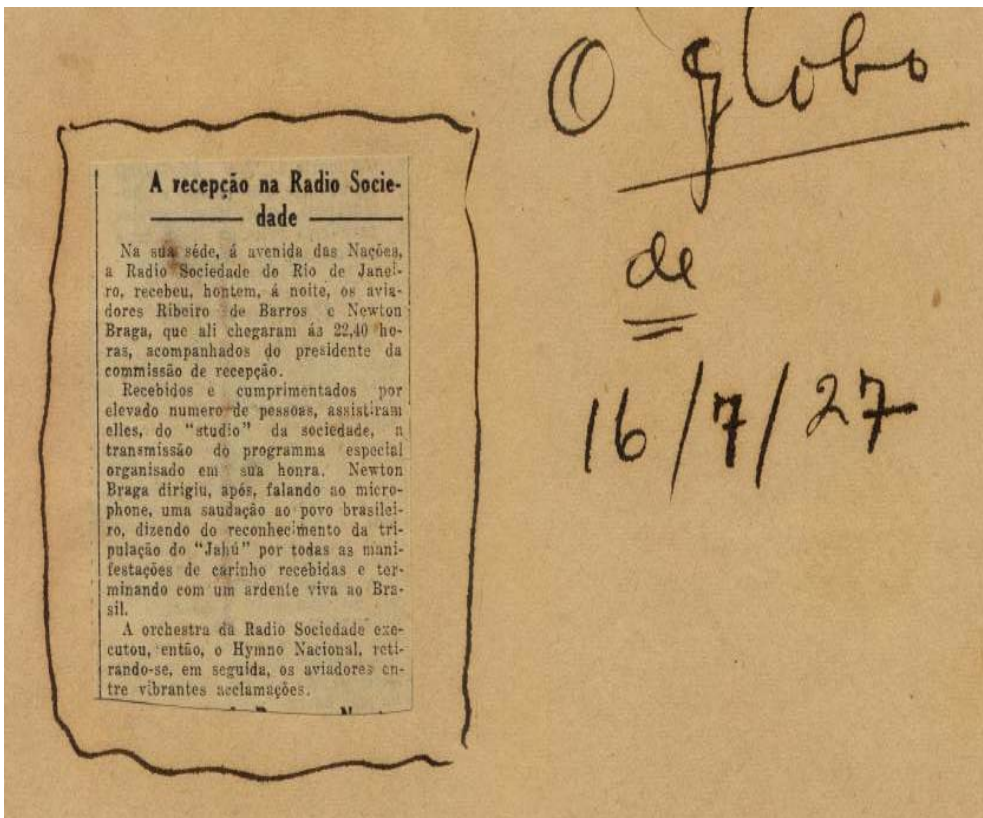 A recepção na Radio Socie-
dade
Na sua séde, á avenida das Nações,
a Radio Sociedade do Rio de Janei-
ro, recebeu, hontem, á noite, os avia-
dores Ribeiro de Barros e Newton
Braga, que ali chegaram ás 22,40 ho-
ras, acompanhados do presidente da
commissão de recepção.
Recebidos e cumprimentados por
elevado numero de pessoas, assistiram
elles, do "studio" da sociedade, a
transmissão do programma especial
organisado em sua honra. Newton
Braga dirigiu, após, falando ao micro-
phone, uma saudação ao povo brasilei-
ro, dizendo do reconhecimento da tri-
pulação do "Jahú" por todas as mani-
festações de carinho recebidas e ter-
minando com um ardente viva ao Bra-
sil.
A orchestra da Radio Sociedade exe-
cutou, então, o Hymno Nacional, reti-
rando-se, em seguida, os aviadores en-
tre vibrantes acclamações.
O globo
de
16/7/27